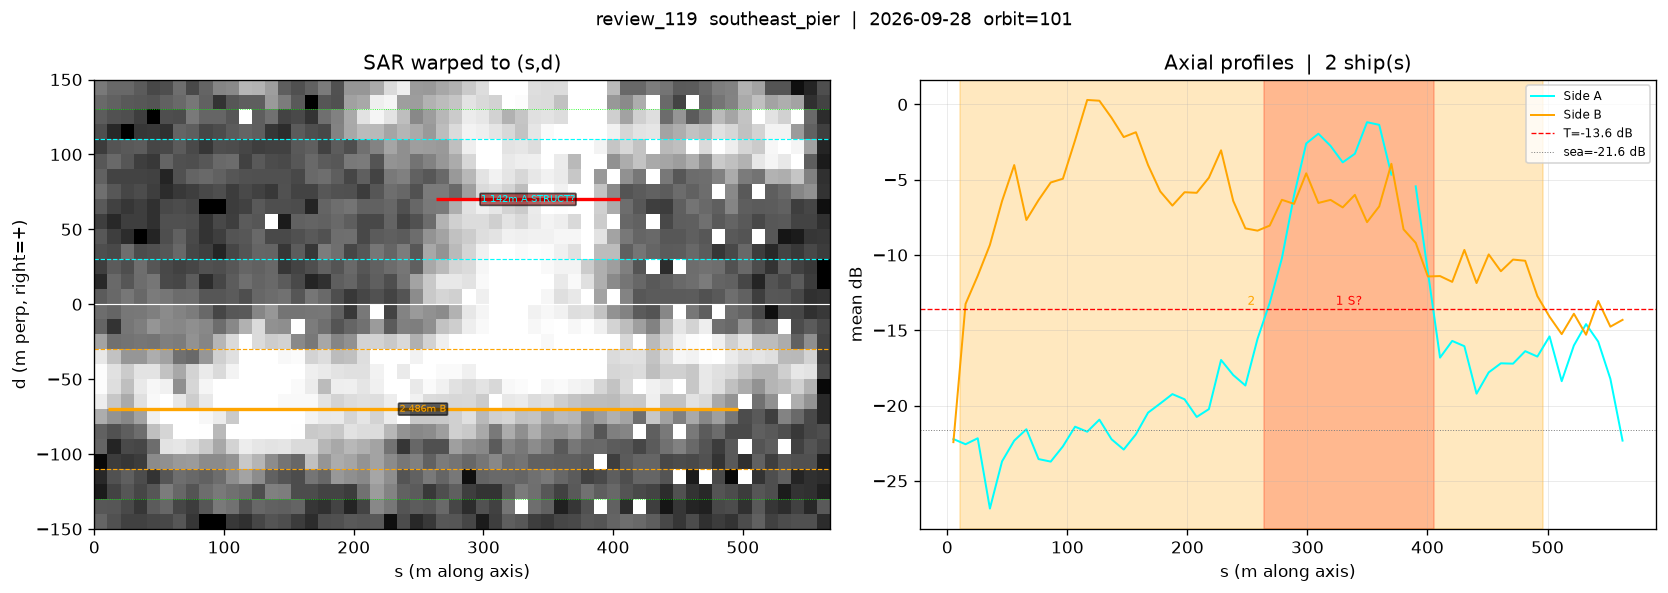 review_119 southeast_pier | 2026-09-28 orbit=101
SAR warped to (s,d)
150
100
50
0
−50
−100
−150
d (m perp, right=+)
1 142m A STRUCT?
2 486m B
0 100 200 300 400 500
s (m along axis)
Axial profiles | 2 ship(s)
0
−5
−10
−15
−20
−25
mean dB
Side A
Side B
T=-13.6 dB
sea=-21.6 dB
2
1 S?
0 100 200 300 400 500
s (m along axis)